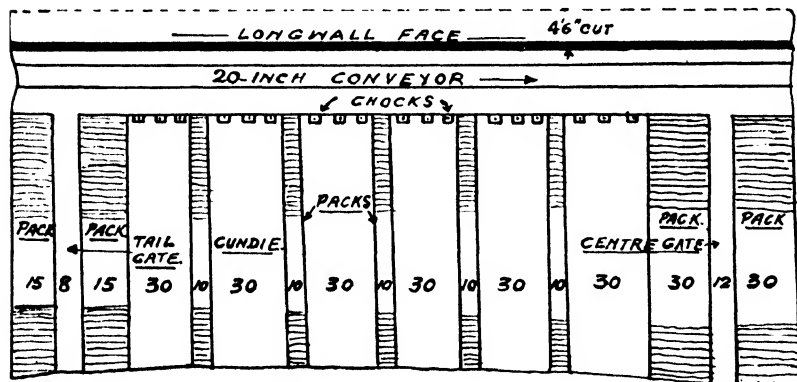 LONGWALL FACE 4'6" CUT
20-INCH CONVEYOR
CHOCKS
PACKS
PACK PACK TAIL GUNDIE. CENTRE GATE PACK. PACK
GATE.
15 8 15 30 10 30 10 30 10 30 10 30 10 30 30 12 30